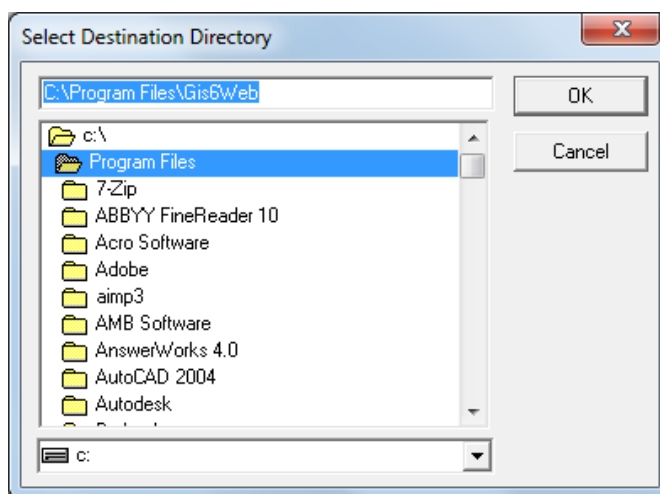 Select Destination Directory
C:\Program Files\Gis6Web
OK
c:\
Cancel
Program Files
7-Zip
ABBYY FineReader 10
Acro Software
Adobe
aimp3
AMB Software
AnswerWorks 4.0
AutoCAD 2004
Autodesk
c: